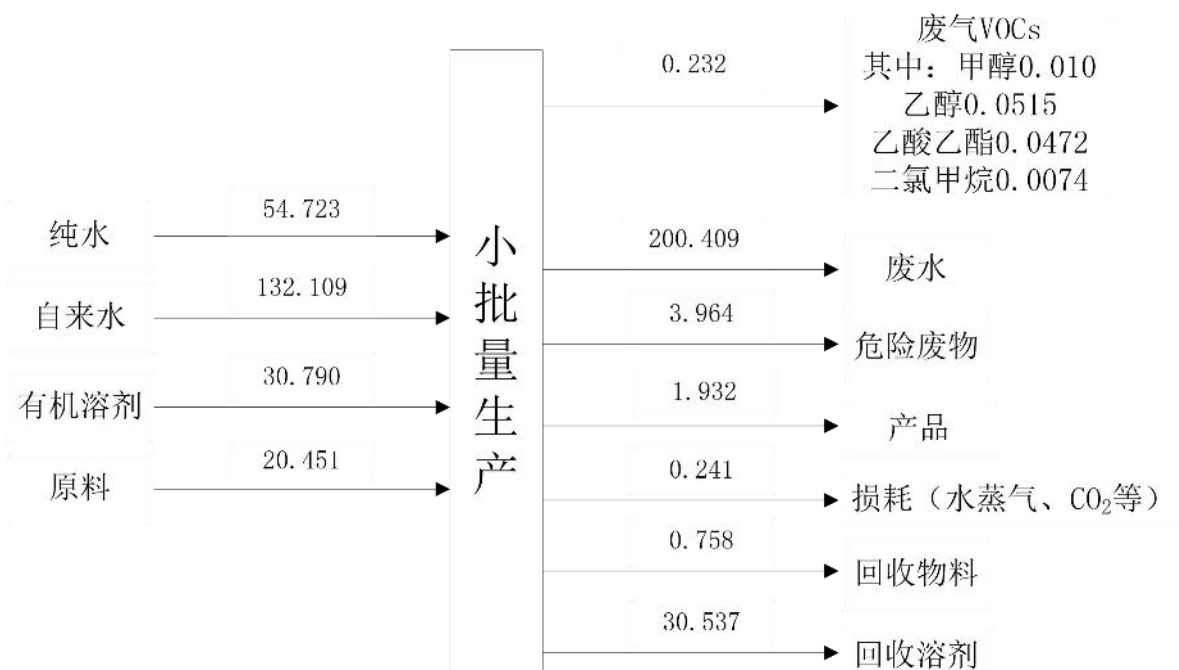 废气VOCs
其中：甲醇0.010
乙醇0.0515
乙酸乙酯0.0472
二氯甲烷0.0074
0.232
纯水
54.723
自来水
132.109
有机溶剂
30.790
原料
20.451
小批量生产
200.409
废水
3.964
危险废物
1.932
产品
0.241
损耗（水蒸气、CO₂等）
0.758
回收物料
30.537
回收溶剂